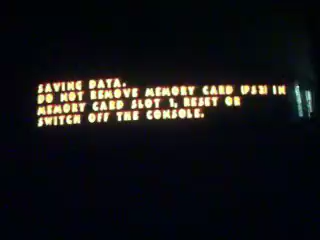 SAVING DATA.
DO NOT REMOVE MEMORY CARD (PS2) IN
MEMORY CARD SLOT 1, RESET OR
SWITCH OFF THE CONSOLE.